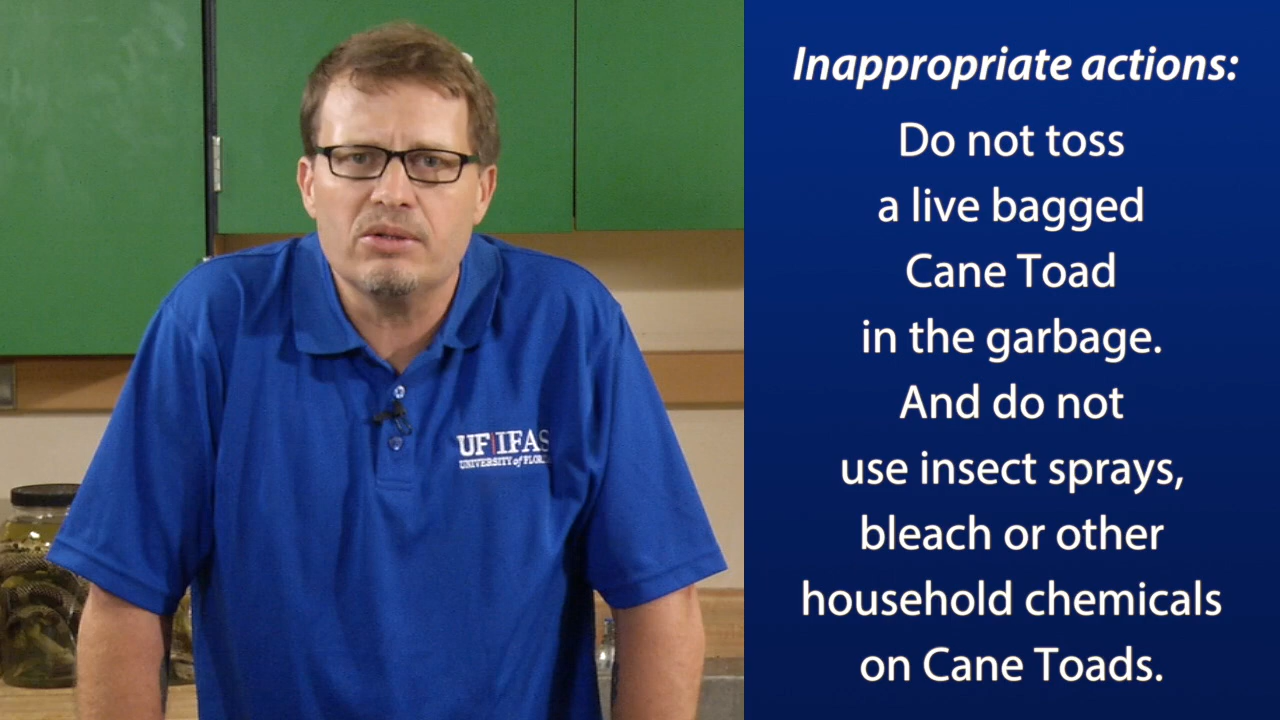 Inappropriate actions:
Do not toss
a live bagged
Cane Toad
in the garbage.
And do not
use insect sprays,
bleach or other
household chemicals
on Cane Toads.
UF|IFAS
UNIVERSITY of